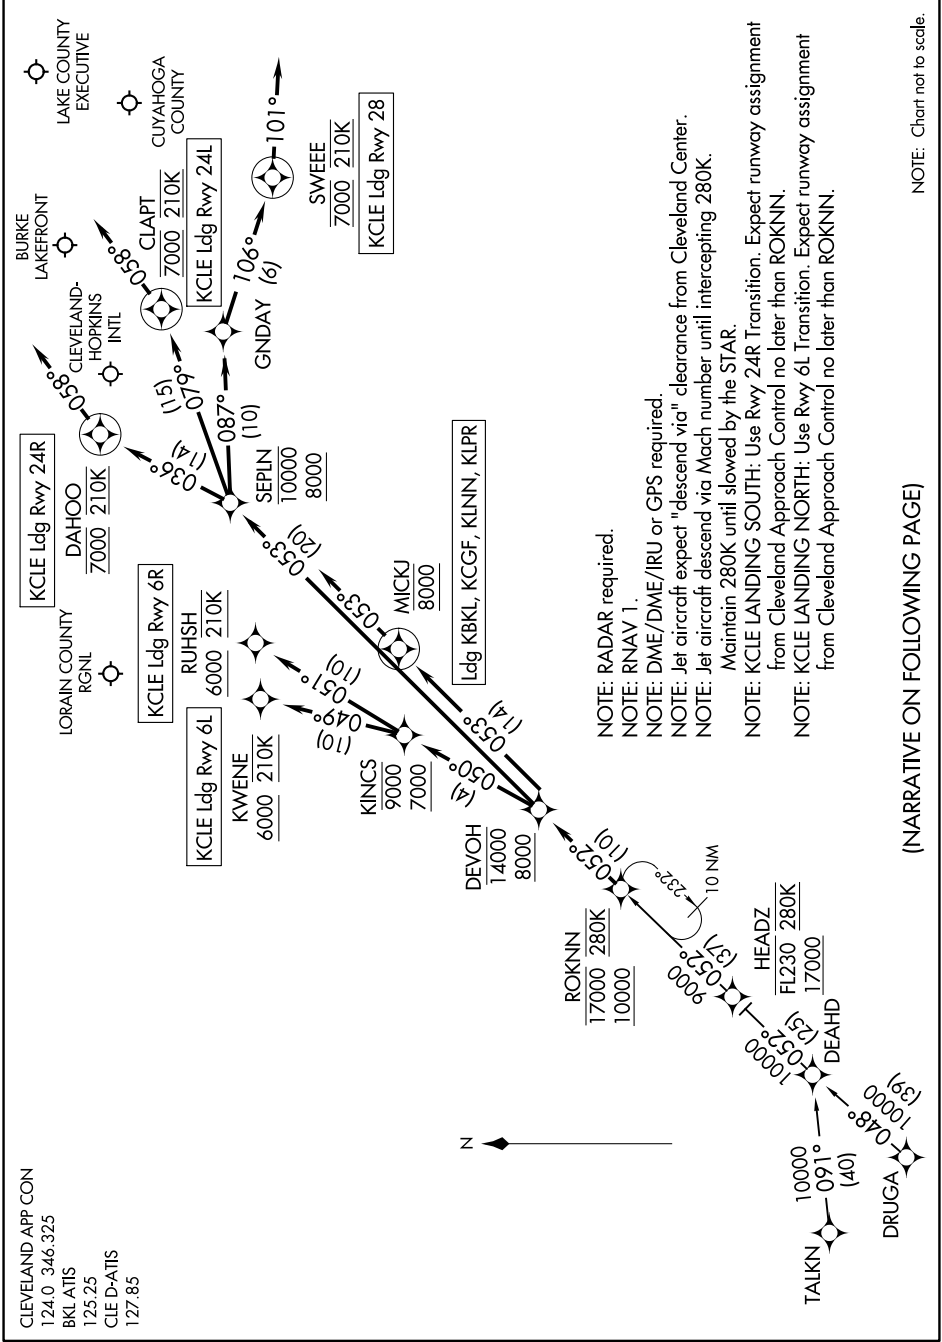 CLEVELAND APP CON
124.0 346.325
BKL ATIS
125.25
CLE D-ATIS
127.85
LAKE COUNTY
EXECUTIVE
CUYAHOGA
COUNTY
BURKE
LAKEFRONT
CLEVELAND-
HOPKINS
INTL
LORAIN COUNTY
RGNL
KCLE Ldg Rwy 24R
DAHOO
7000 210K
058°
036°
(14)
CLAPT
7000 210K
KCLE Ldg Rwy 24L
058°
079°
(15)
GNDAY
087°
(10)
106°
(6)
101°
SWEEE
7000 210K
KCLE Ldg Rwy 28
SEPLN
10000
8000
053°
(20)
053°
MICKJ
8000
Ldg KBKL, KCGF, KLNN, KLPR
053°
(14)
KCLE Ldg Rwy 6R
RUHSH
6000 210K
051°
(10)
KCLE Ldg Rwy 6L
KWENE
6000 210K
049°
(10)
KINCS
9000
7000
050°
(4)
DEVOH
14000
8000
052°
(10)
ROKNN
17000 280K
10000
232°
10 NM
9000
052°
(37)
HEADZ
FL230 280K
17000
10000
052°
(25)
DEAHD
10000
091°
(40)
TALKN
10000
048°
(39)
DRUGA
N
NOTE: RADAR required.
NOTE: RNAV 1.
NOTE: DME/DME/IRU or GPS required.
NOTE: Jet aircraft expect "descend via" clearance from Cleveland Center.
NOTE: Jet aircraft descend via Mach number until intercepting 280K.
Maintain 280K until slowed by the STAR.
NOTE: KCLE LANDING SOUTH: Use Rwy 24R Transition. Expect runway assignment
from Cleveland Approach Control no later than ROKNN.
NOTE: KCLE LANDING NORTH: Use Rwy 6L Transition. Expect runway assignment
from Cleveland Approach Control no later than ROKNN.
(NARRATIVE ON FOLLOWING PAGE)
NOTE: Chart not to scale.